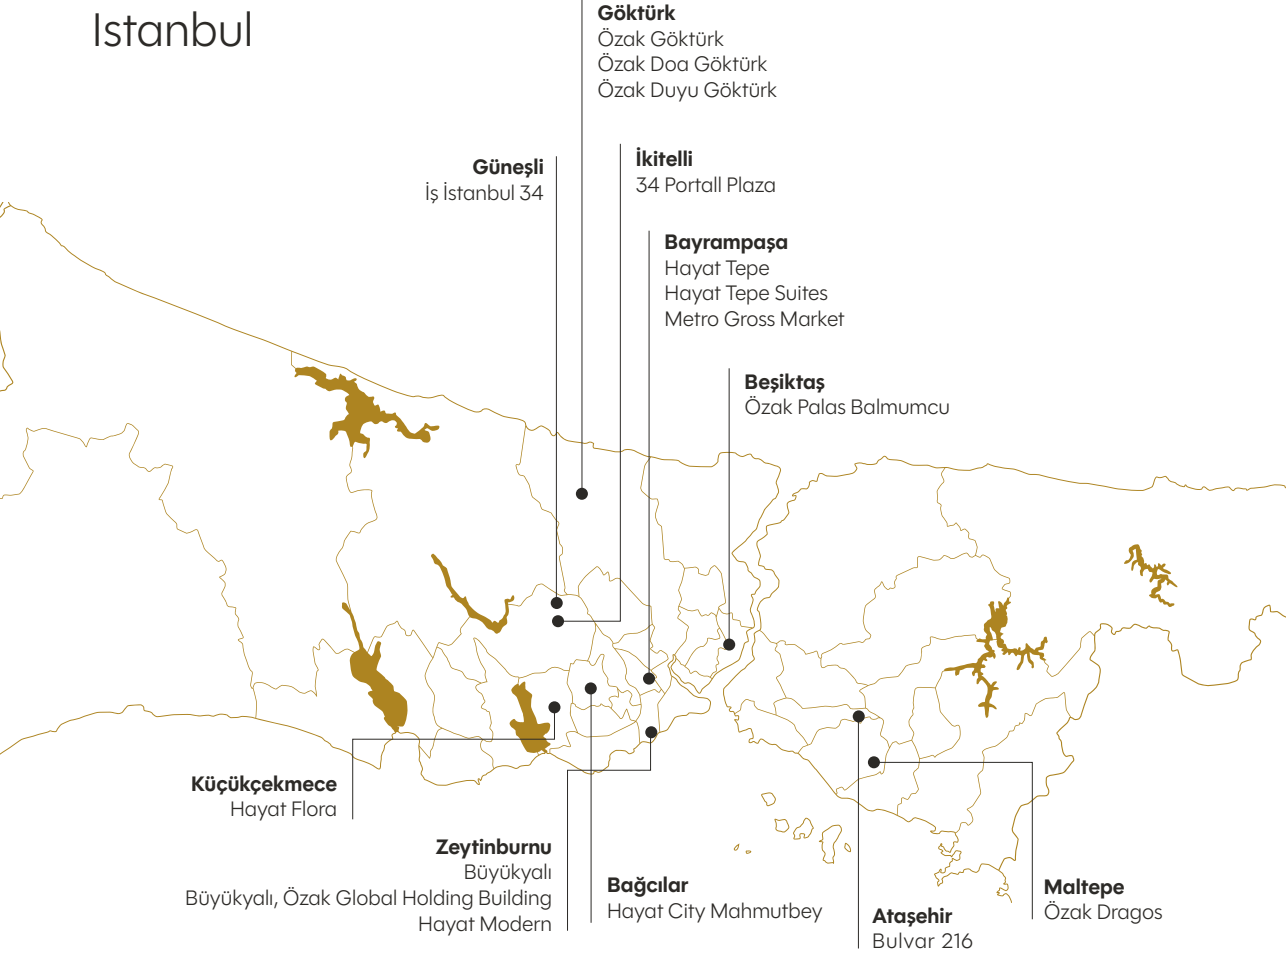 Istanbul
Göktürk
Özak Göktürk
Özak Doa Göktürk
Özak Duyu Göktürk
Güneşli
İş İstanbul 34
İkitelli
34 Portall Plaza
Bayrampaşa
Hayat Tepe
Hayat Tepe Suites
Metro Gross Market
Beşiktaş
Özak Palas Balmumcu
Küçükçekmece
Hayat Flora
Zeytinburnu
Büyükyalı
Büyükyalı, Özak Global Holding Building
Hayat Modern
Bağcılar
Hayat City Mahmutbey
Ataşehir
Bulvar 216
Maltepe
Özak Dragos